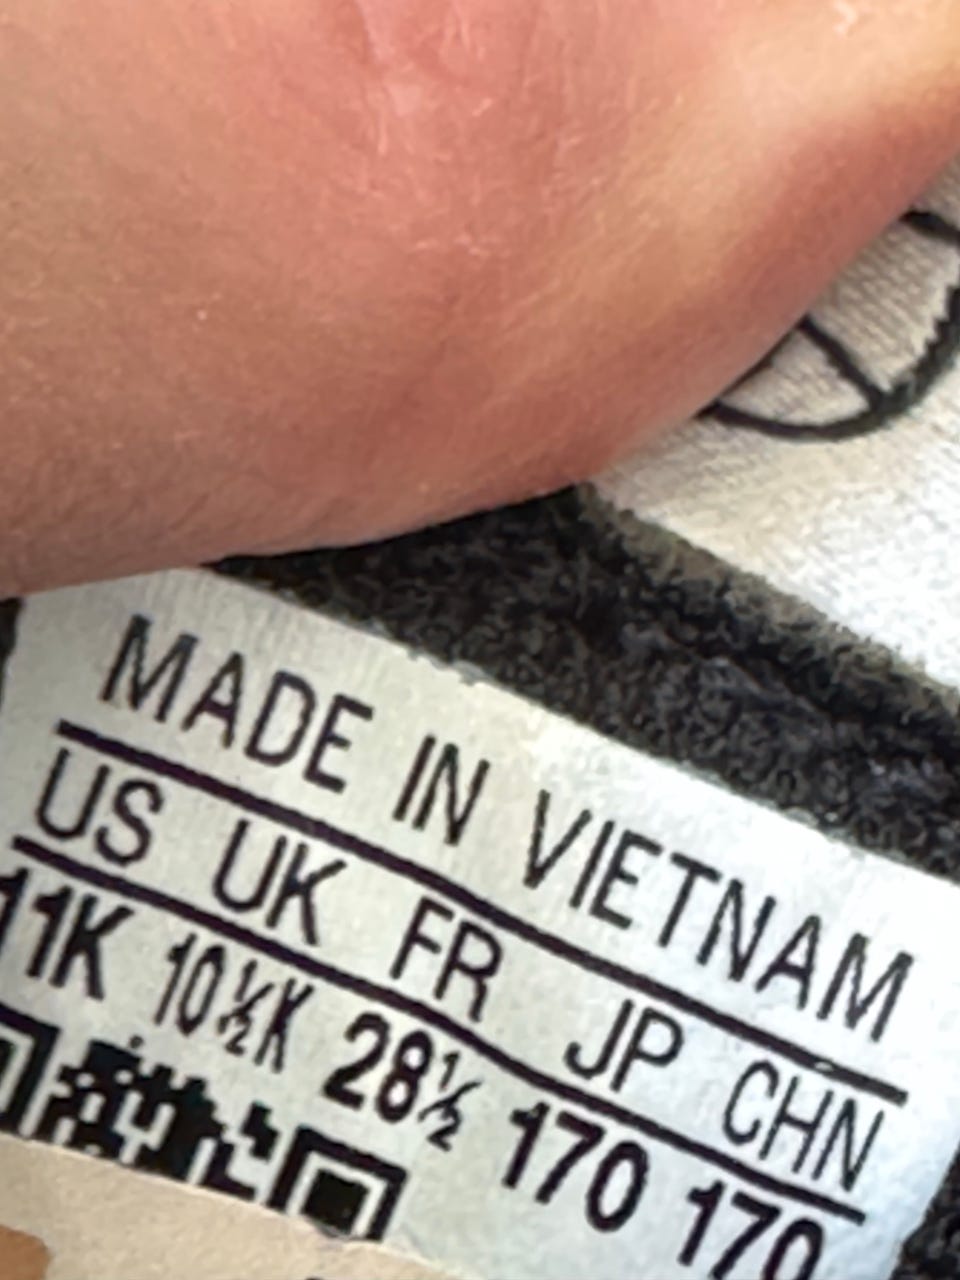 MADE IN VIETNAM
US UK FR JP CHN
11K 10½K 28½ 170 170